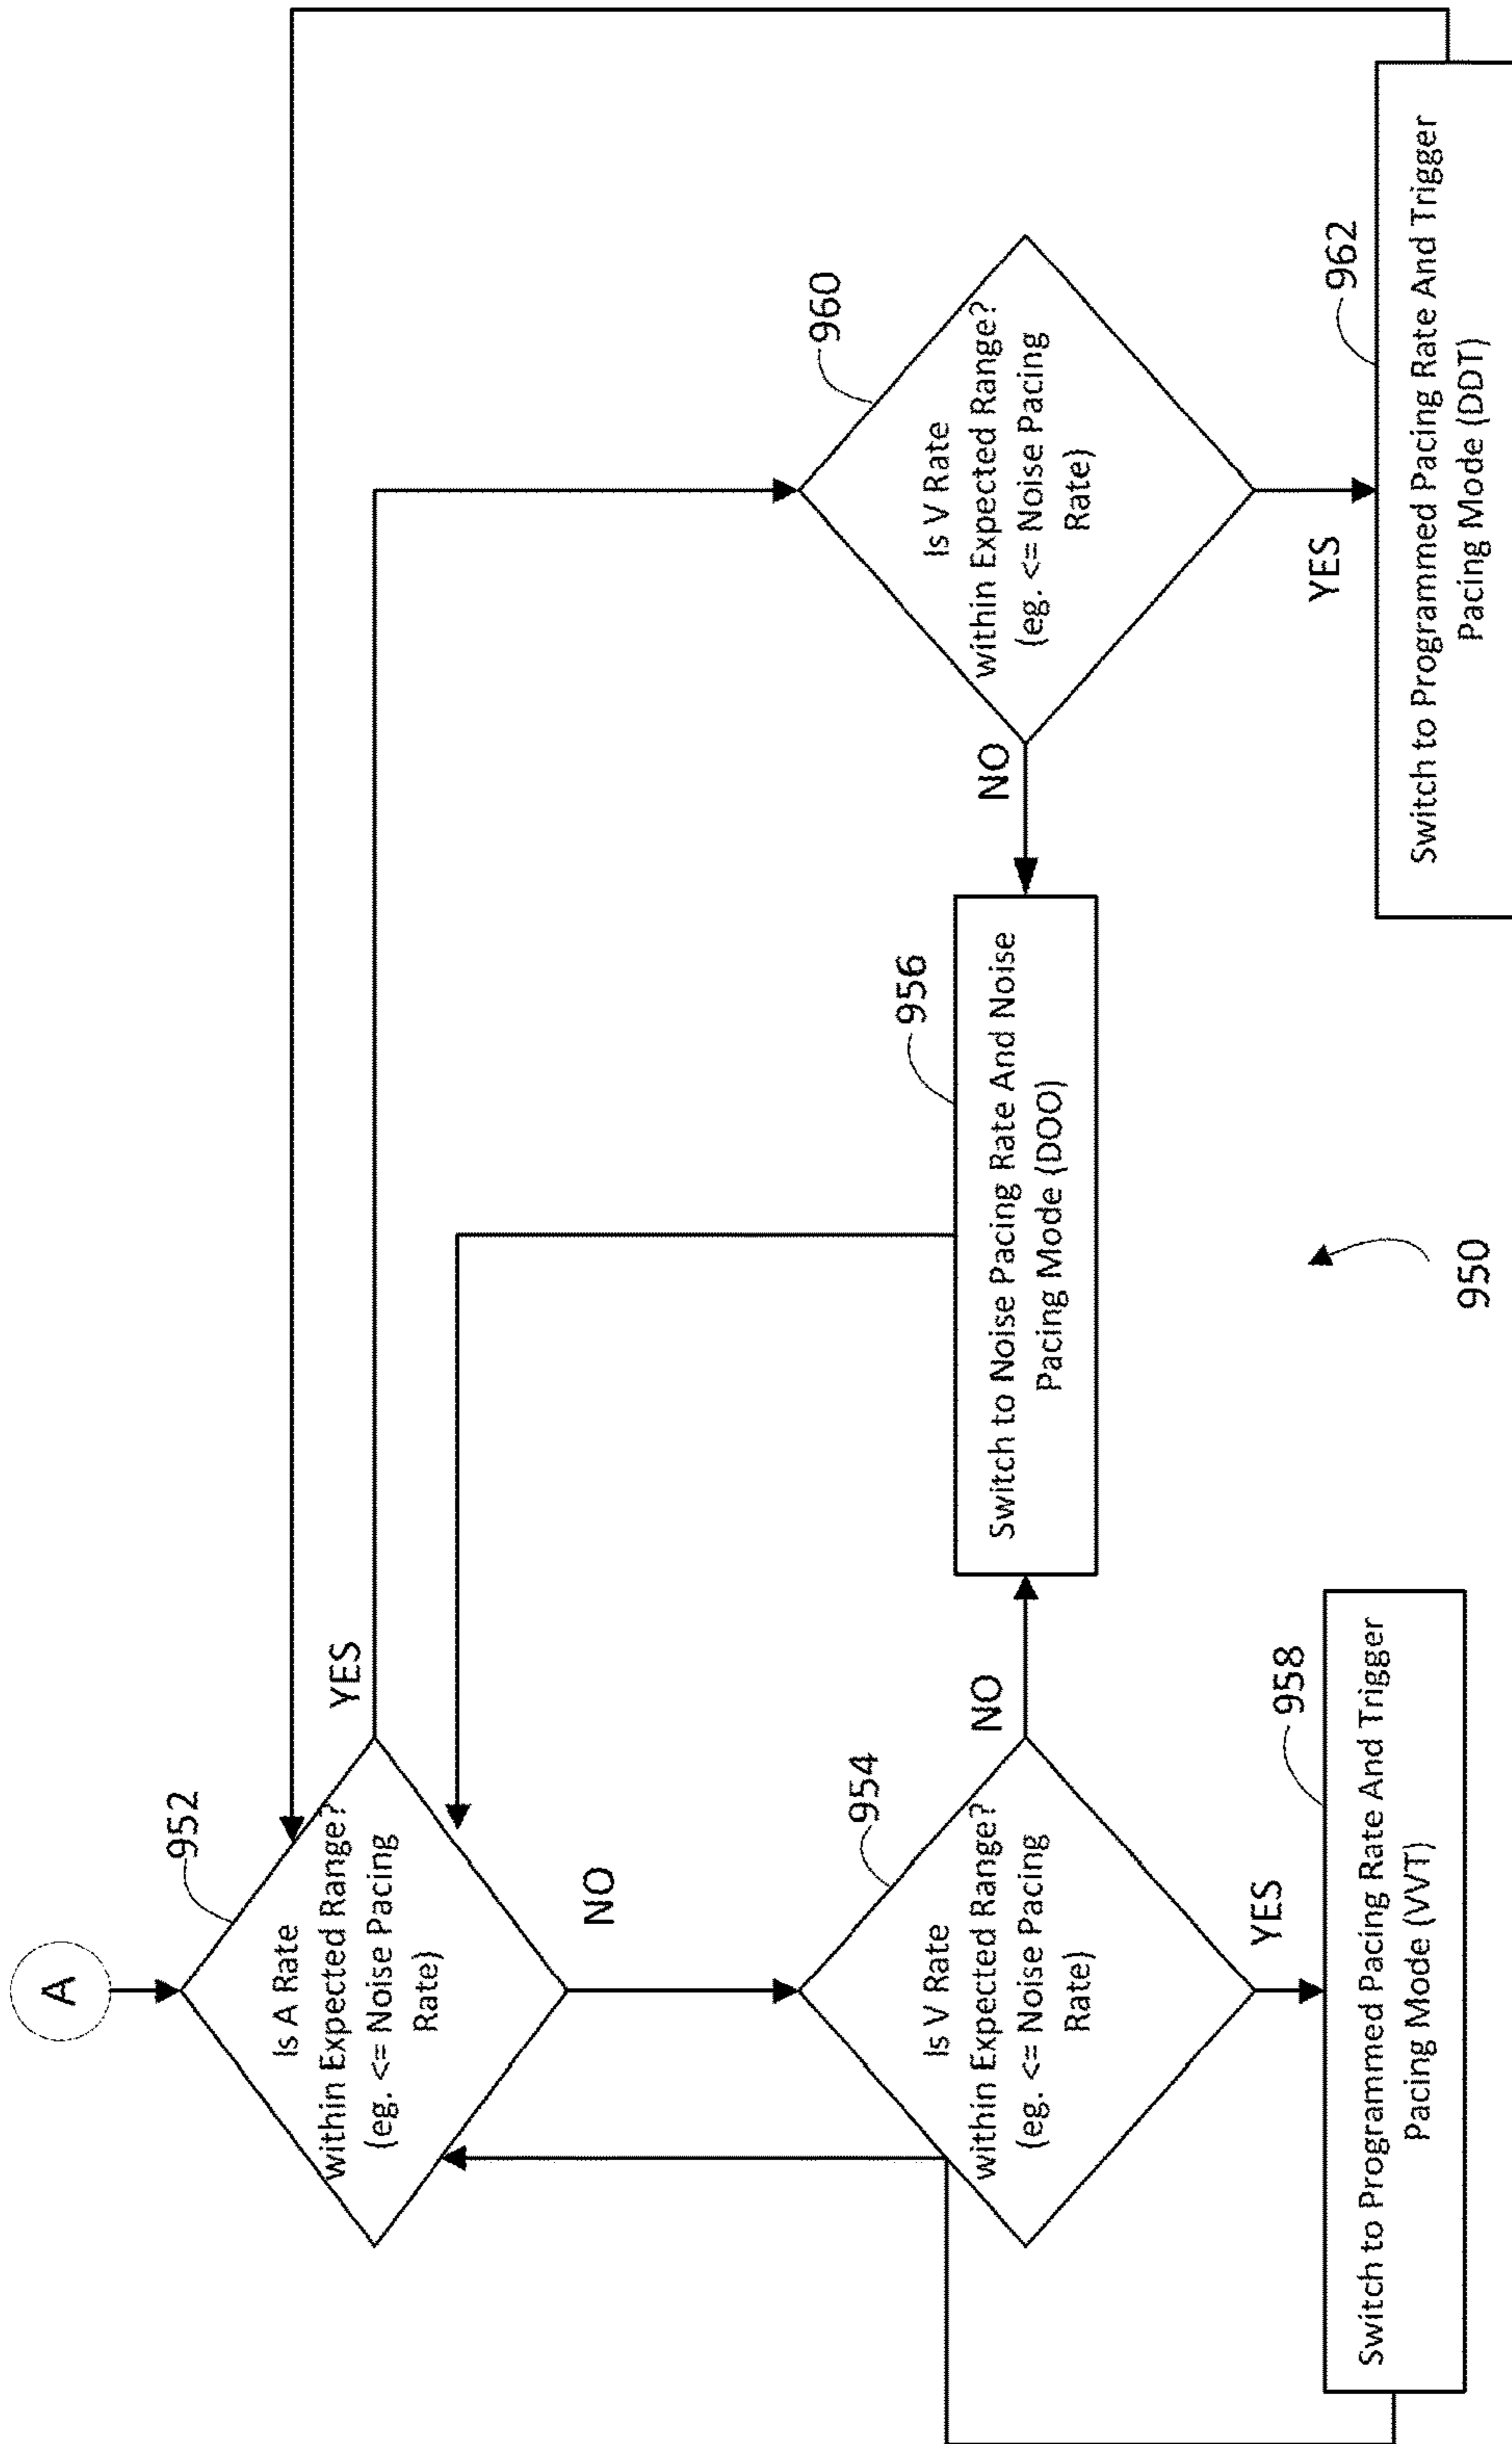 A
952
Is A Rate
within Expected Range?
(eg. <= Noise Pacing
Rate)
YES
NO
954
Is V Rate
within Expected Range?
(eg. <= Noise Pacing
Rate)
NO
YES
956
Switch to Noise Pacing Rate And Noise
Pacing Mode (DOO)
958
Switch to Programmed Pacing Rate And Trigger
Pacing Mode (VVT)
960
Is V Rate
within Expected Range?
(eg. <= Noise Pacing
Rate)
NO
YES
962
Switch to Programmed Pacing Rate And Trigger
Pacing Mode (DDT)
950